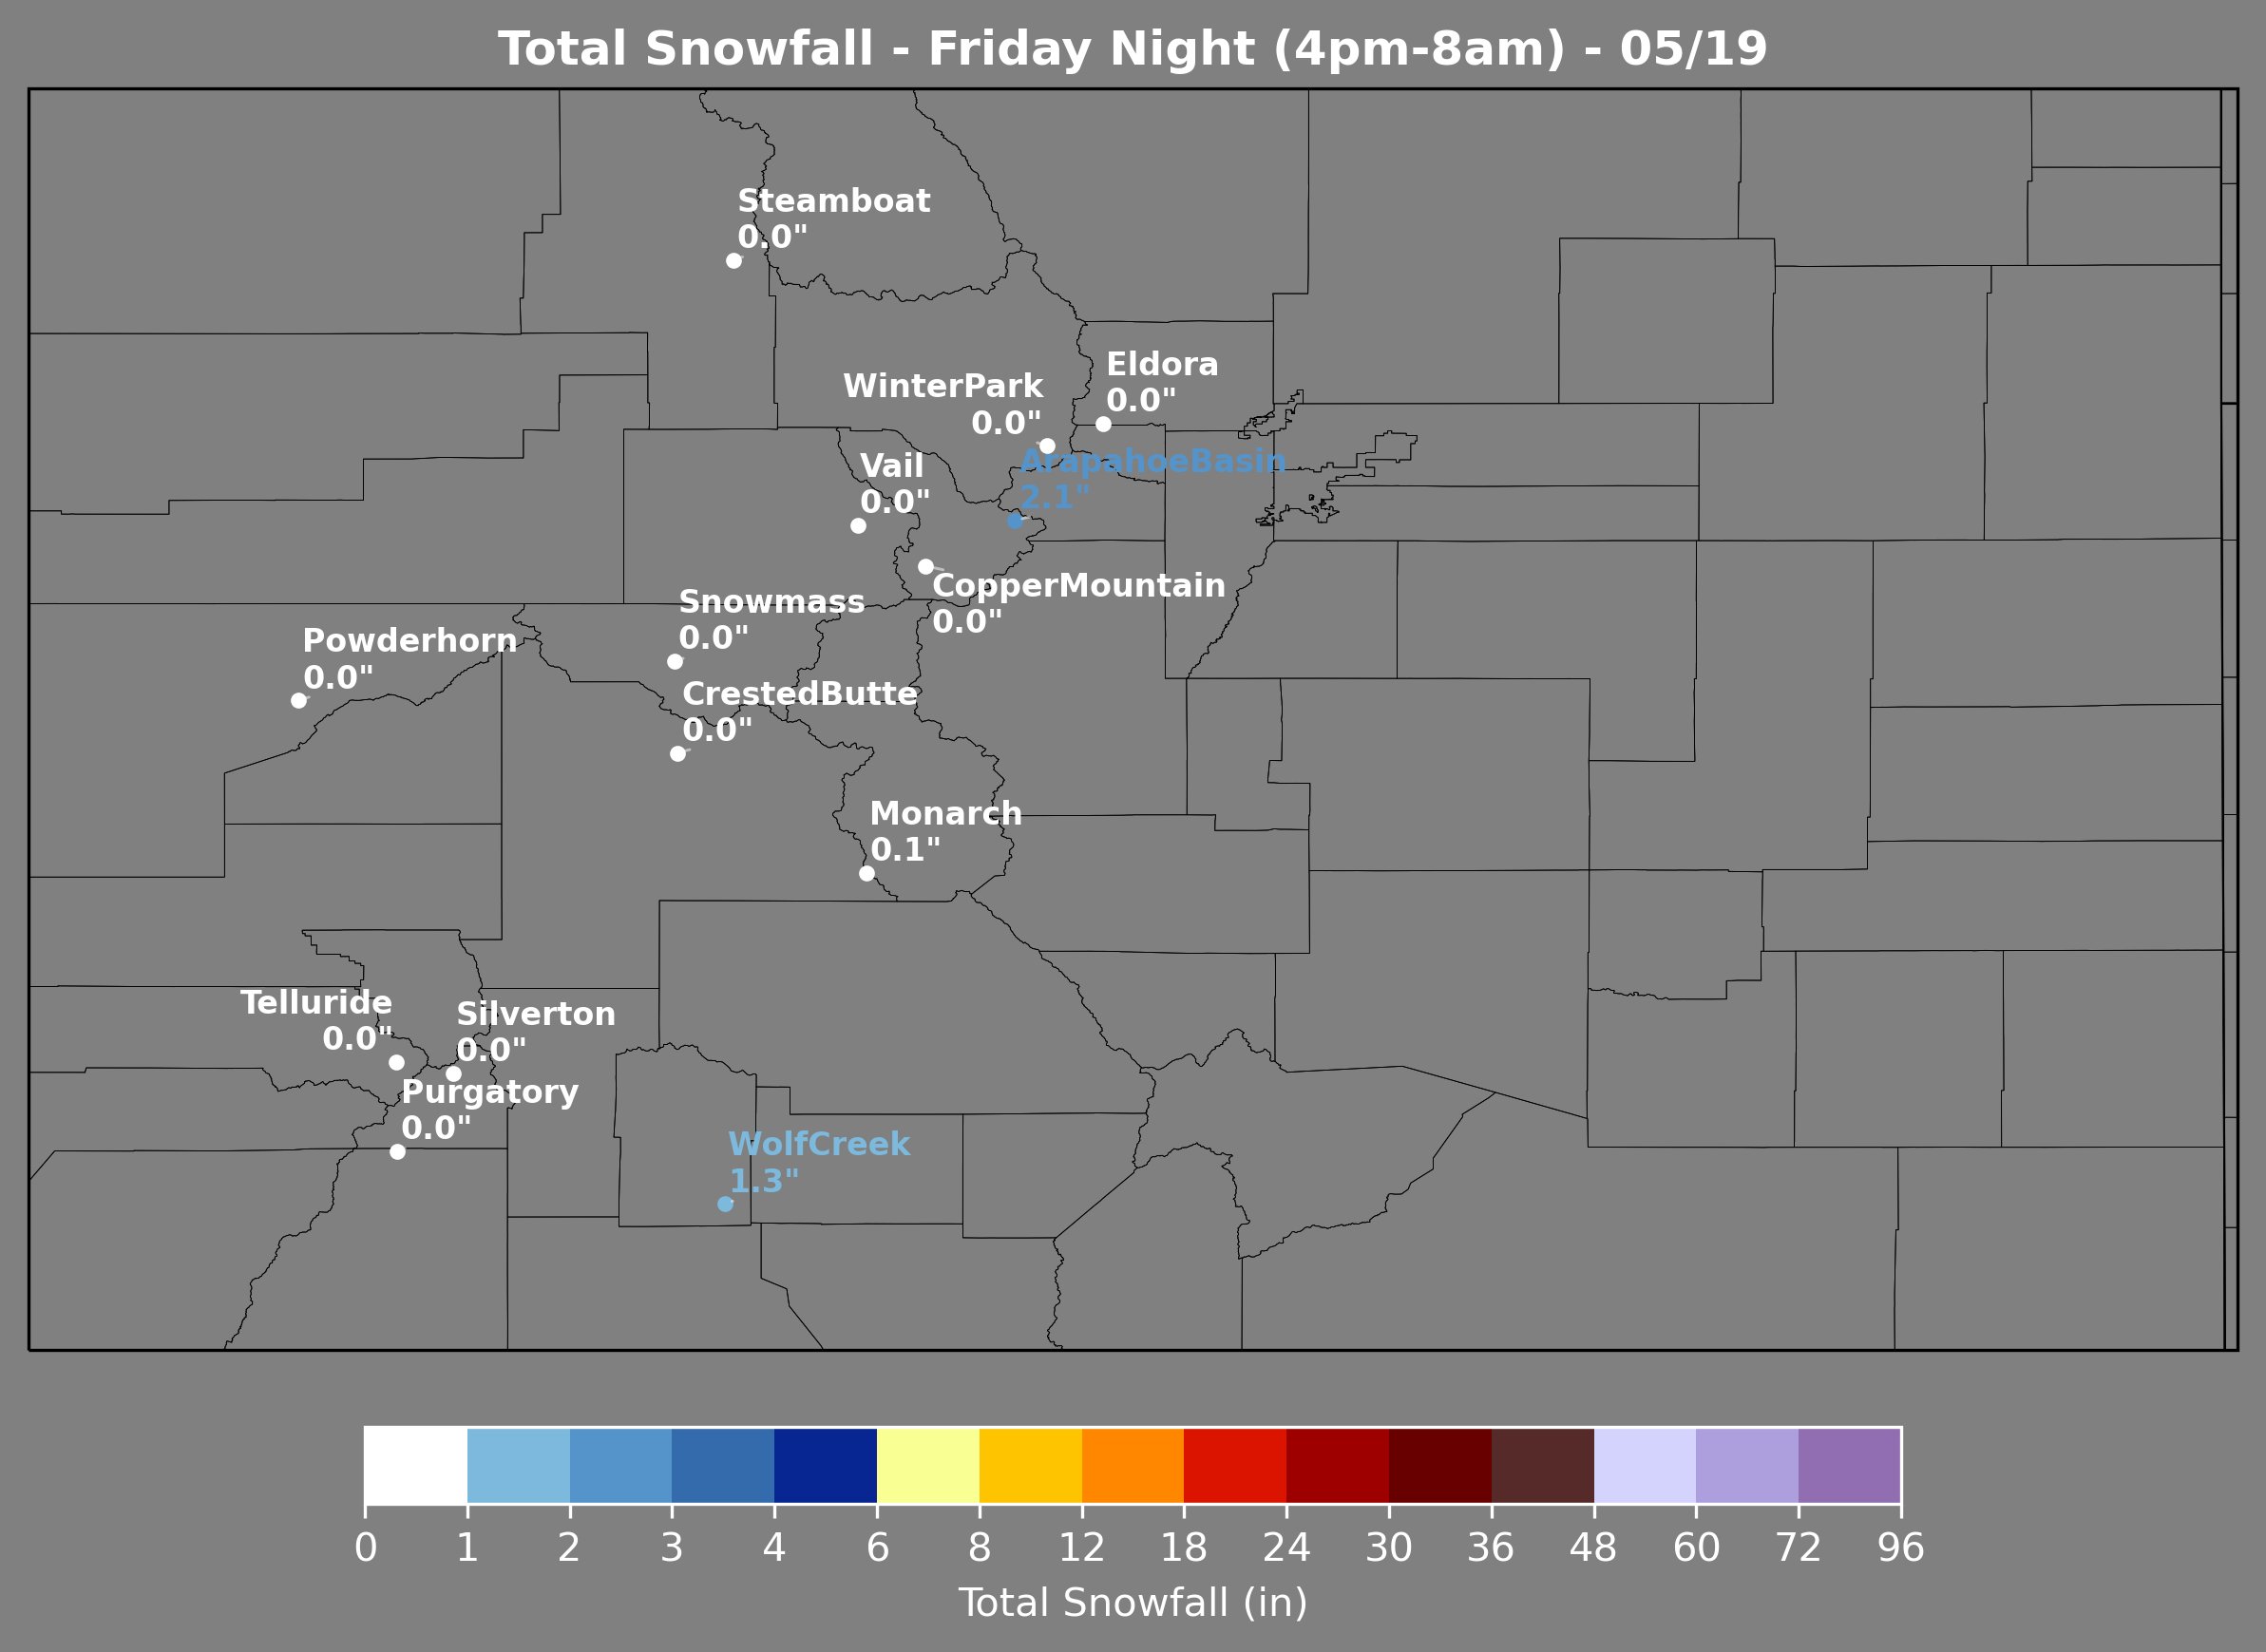 Total Snowfall - Friday Night (4pm-8am) - 05/19
Steamboat
0.0"
Eldora
0.0"
WinterPark
0.0"
ArapahoeBasin
2.1"
Vail
0.0"
CopperMountain
0.0"
Snowmass
0.0"
Powderhorn
0.0"
CrestedButte
0.0"
Monarch
0.1"
Telluride
0.0"
Silverton
0.0"
Purgatory
0.0"
WolfCreek
1.3"
0 1 2 3 4 6 8 12 18 24 30 36 48 60 72 96
Total Snowfall (in)